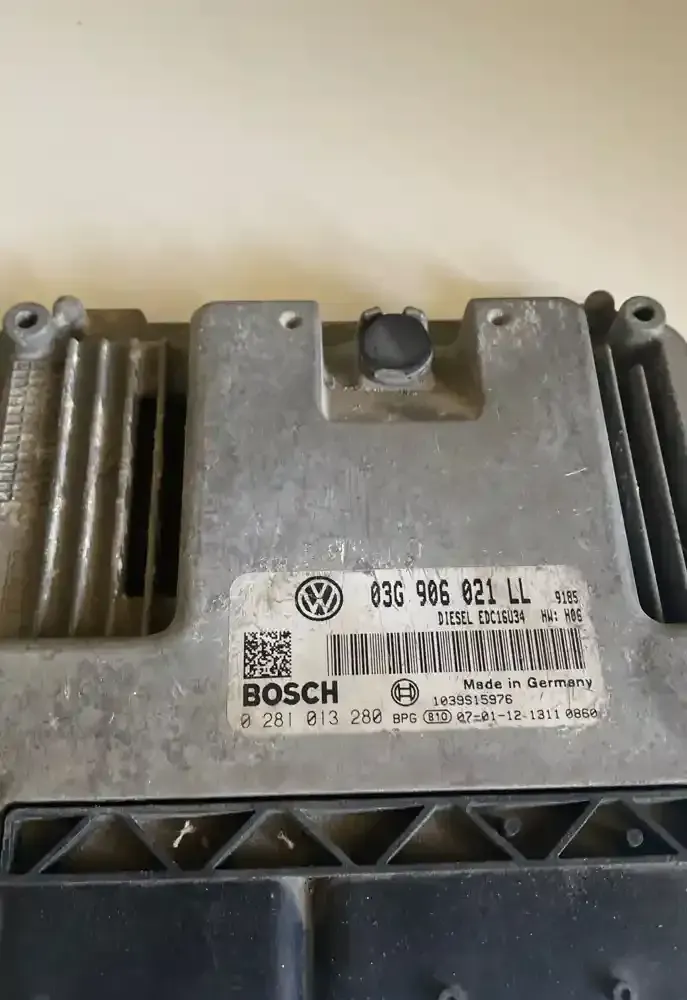 03G 906 021 LL 9185
DIESEL EDC16U34 HW: H06
BOSCH
Made in Germany
1039S15976
0 281 013 280 BPG 810 07-01-12-1311 0860